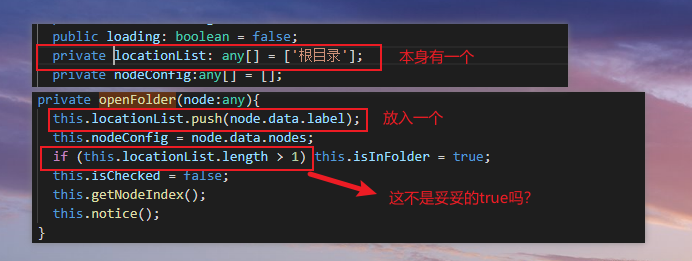 public loading: boolean = false;
private locationList: any[] = ['根目录'];
本身有一个
private nodeConfig:any[] = [];
private openFolder(node:any){
this.locationList.push(node.data.label);
放入一个
this.nodeConfig = node.data.nodes;
if (this.locationList.length > 1) this.isInFolder = true;
this.isChecked = false;
这不是妥妥的true吗?
this.getNodeIndex();
this.notice();
}